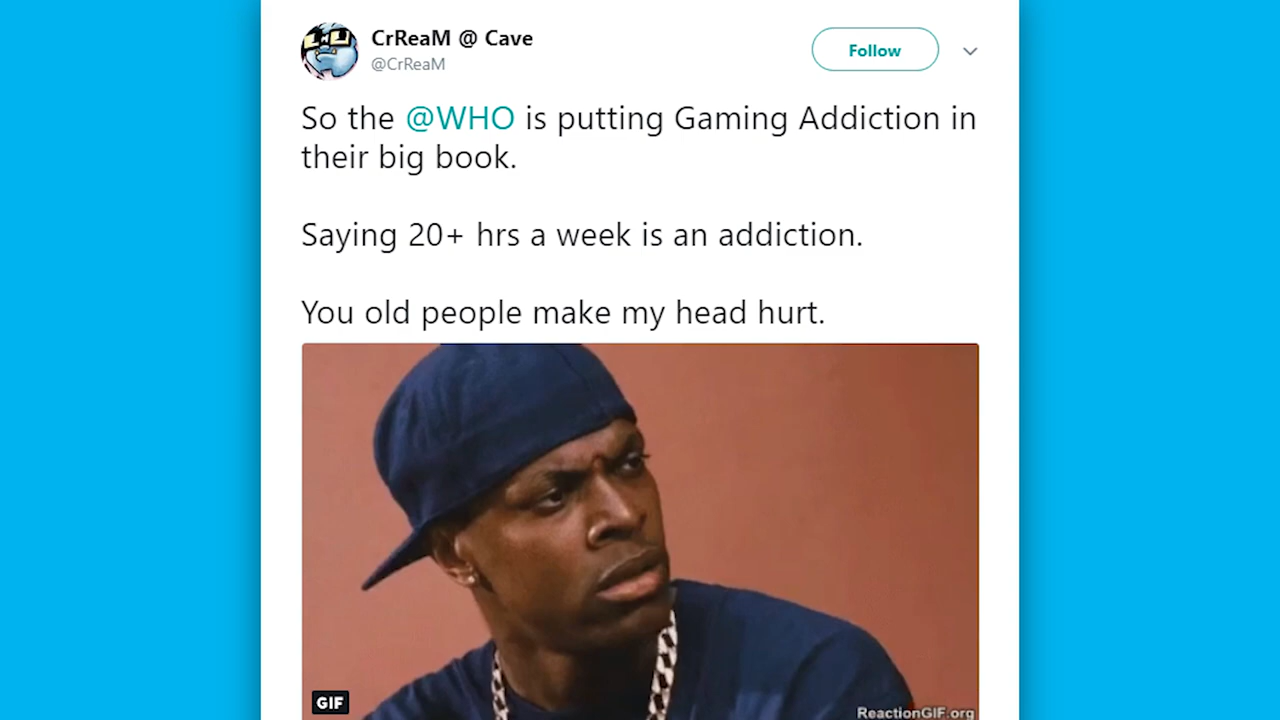 CrReaM @ Cave
@CrReaM
Follow
So the @WHO is putting Gaming Addiction in
their big book.
Saying 20+ hrs a week is an addiction.
You old people make my head hurt.
GIF
ReactionGIF.org